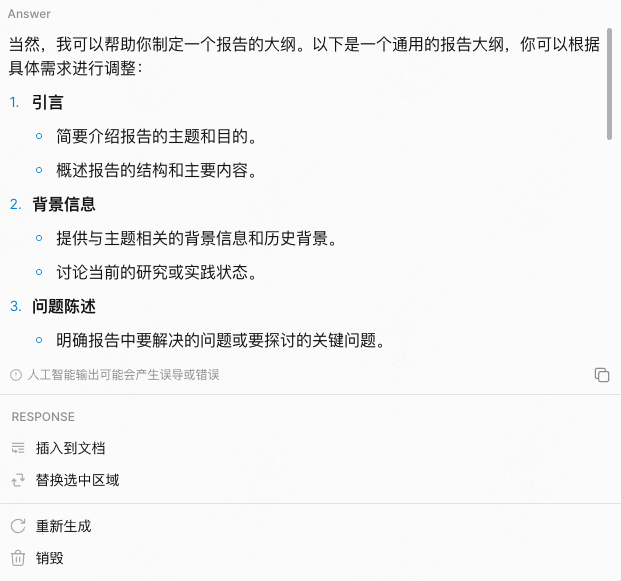 Answer
当然，我可以帮助你制定一个报告的大纲。以下是一个通用的报告大纲，你可以根据
具体需求进行调整：
1. 引言
简要介绍报告的主题和目的。
概述报告的结构和主要内容。
2. 背景信息
提供与主题相关的背景信息和历史背景。
讨论当前的研究或实践状态。
3. 问题陈述
明确报告中要解决的问题或要探讨的关键问题。
人工智能输出可能会产生误导或错误
RESPONSE
插入到文档
替换选中区域
重新生成
销毁